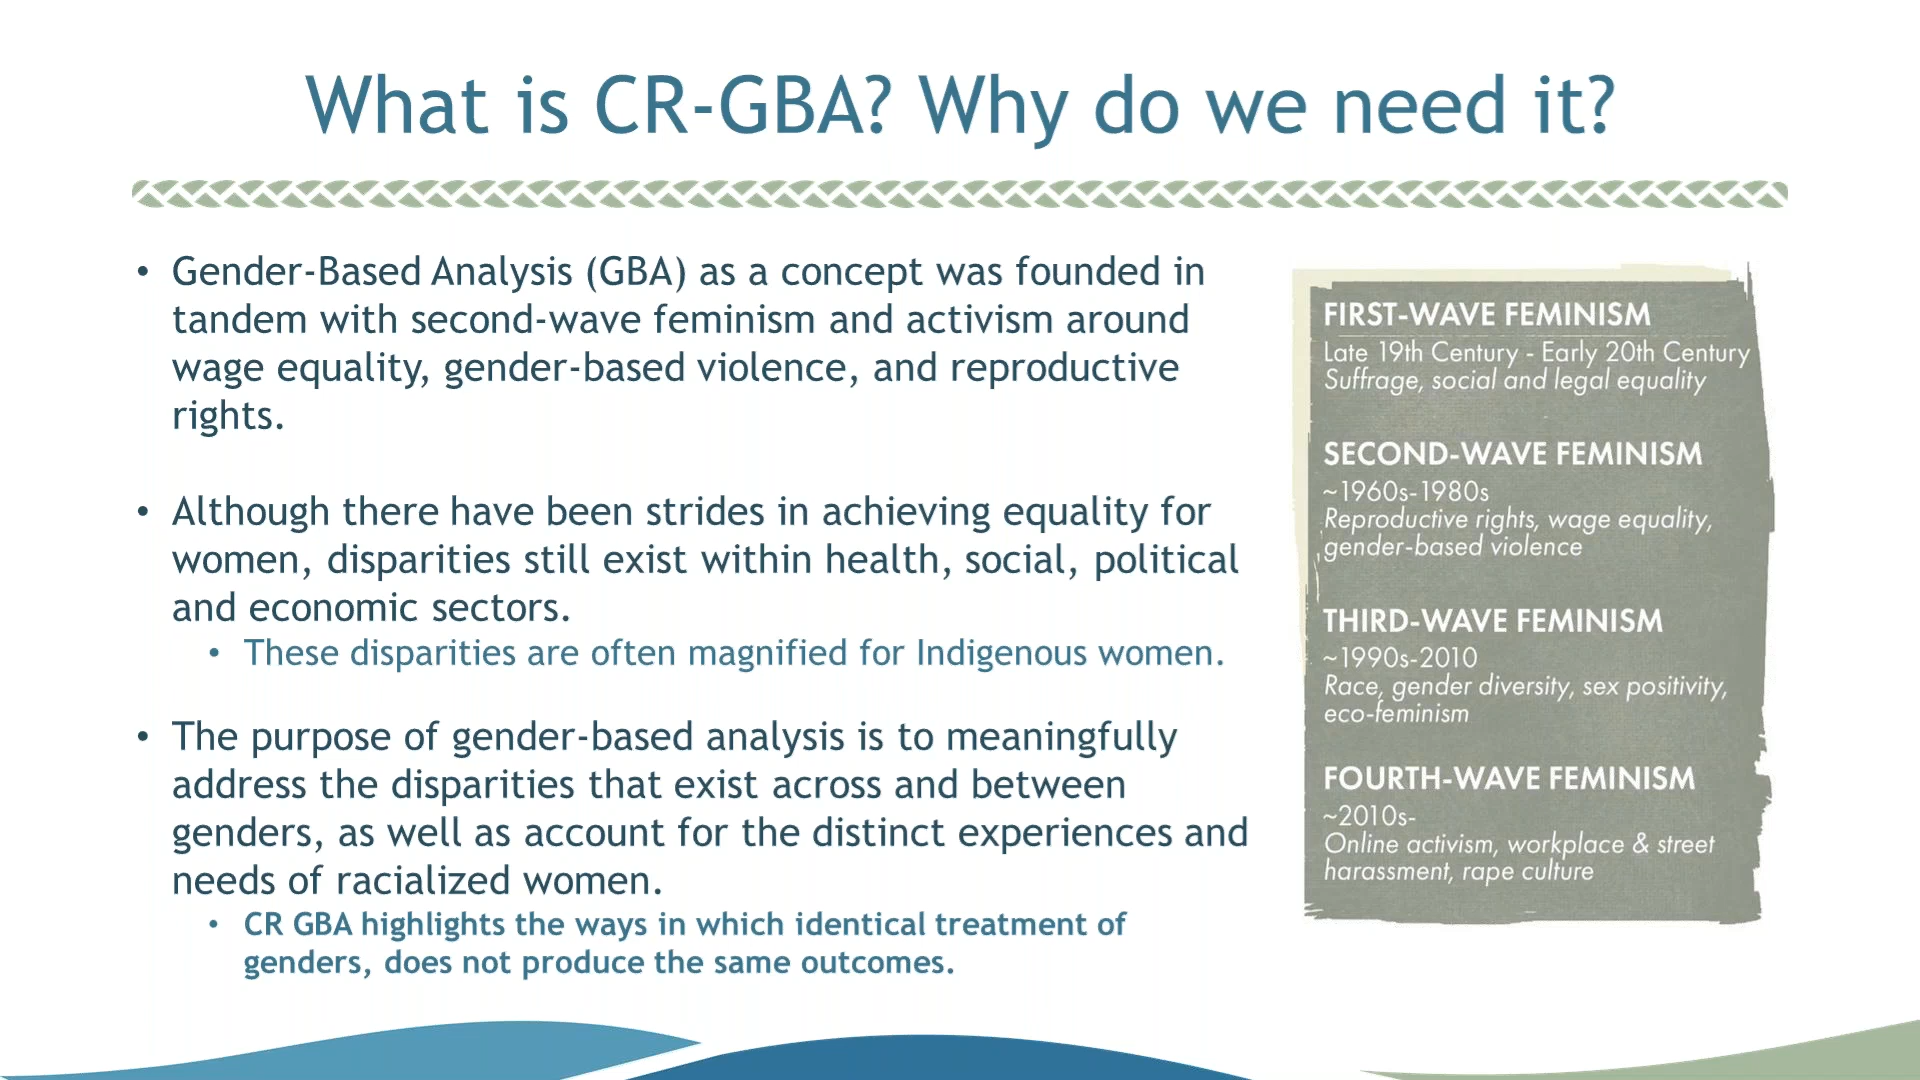 What is CR-GBA? Why do we need it?
• Gender-Based Analysis (GBA) as a concept was founded in
tandem with second-wave feminism and activism around
wage equality, gender-based violence, and reproductive
rights.
• Although there have been strides in achieving equality for
women, disparities still exist within health, social, political
and economic sectors.
• These disparities are often magnified for Indigenous women.
• The purpose of gender-based analysis is to meaningfully
address the disparities that exist across and between
genders, as well as account for the distinct experiences and
needs of racialized women.
• CR GBA highlights the ways in which identical treatment of
genders, does not produce the same outcomes.
FIRST-WAVE FEMINISM
Late 19th Century - Early 20th Century
Suffrage, social and legal equality
SECOND-WAVE FEMINISM
~1960s-1980s
Reproductive rights, wage equality,
gender-based violence
THIRD-WAVE FEMINISM
~1990s-2010
Race, gender diversity, sex positivity,
eco-feminism
FOURTH-WAVE FEMINISM
~2010s-
Online activism, workplace & street
harassment, rape culture